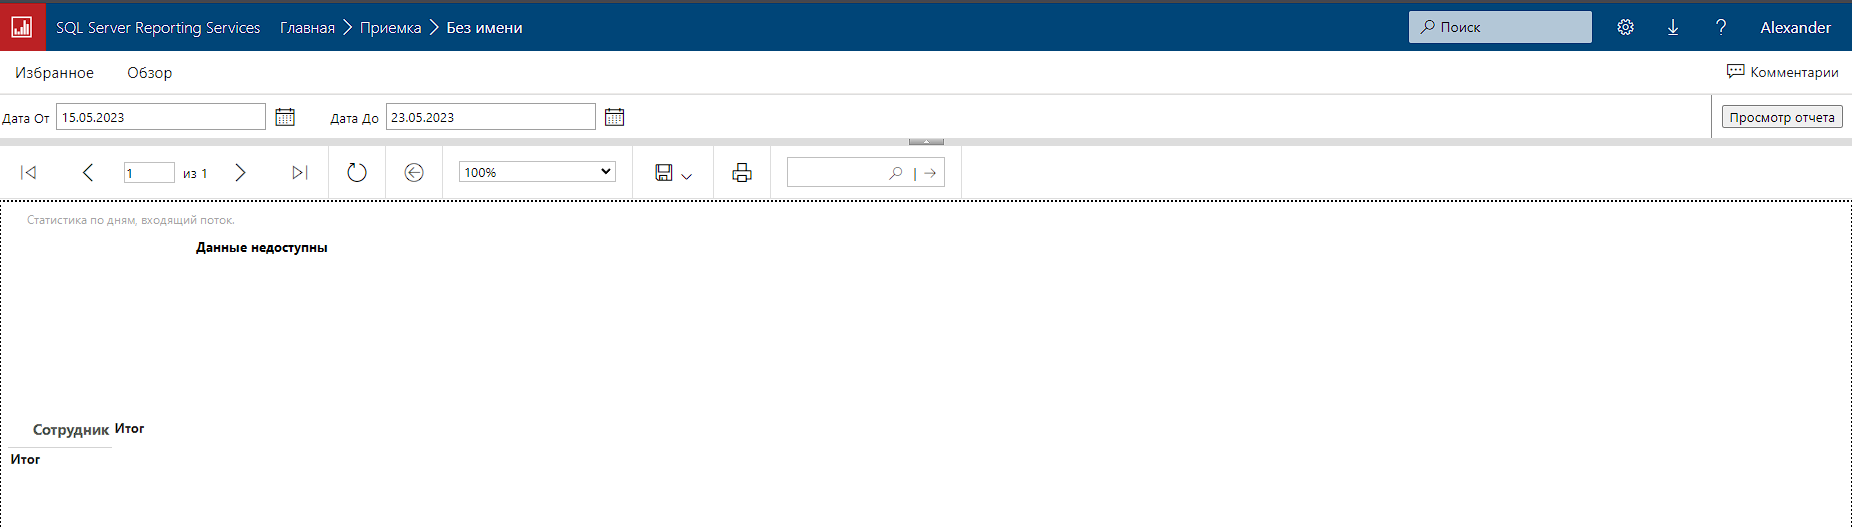 SQL Server Reporting Services Главная Приемка Без имени Поиск ? Alexander
Избранное Обзор Комментарии
Дата От 15.05.2023 Дата До 23.05.2023 Просмотр отчета
1 из 1 100%
Статистика по дням, входящий поток.
Данные недоступны
Сотрудник Итог
Итог